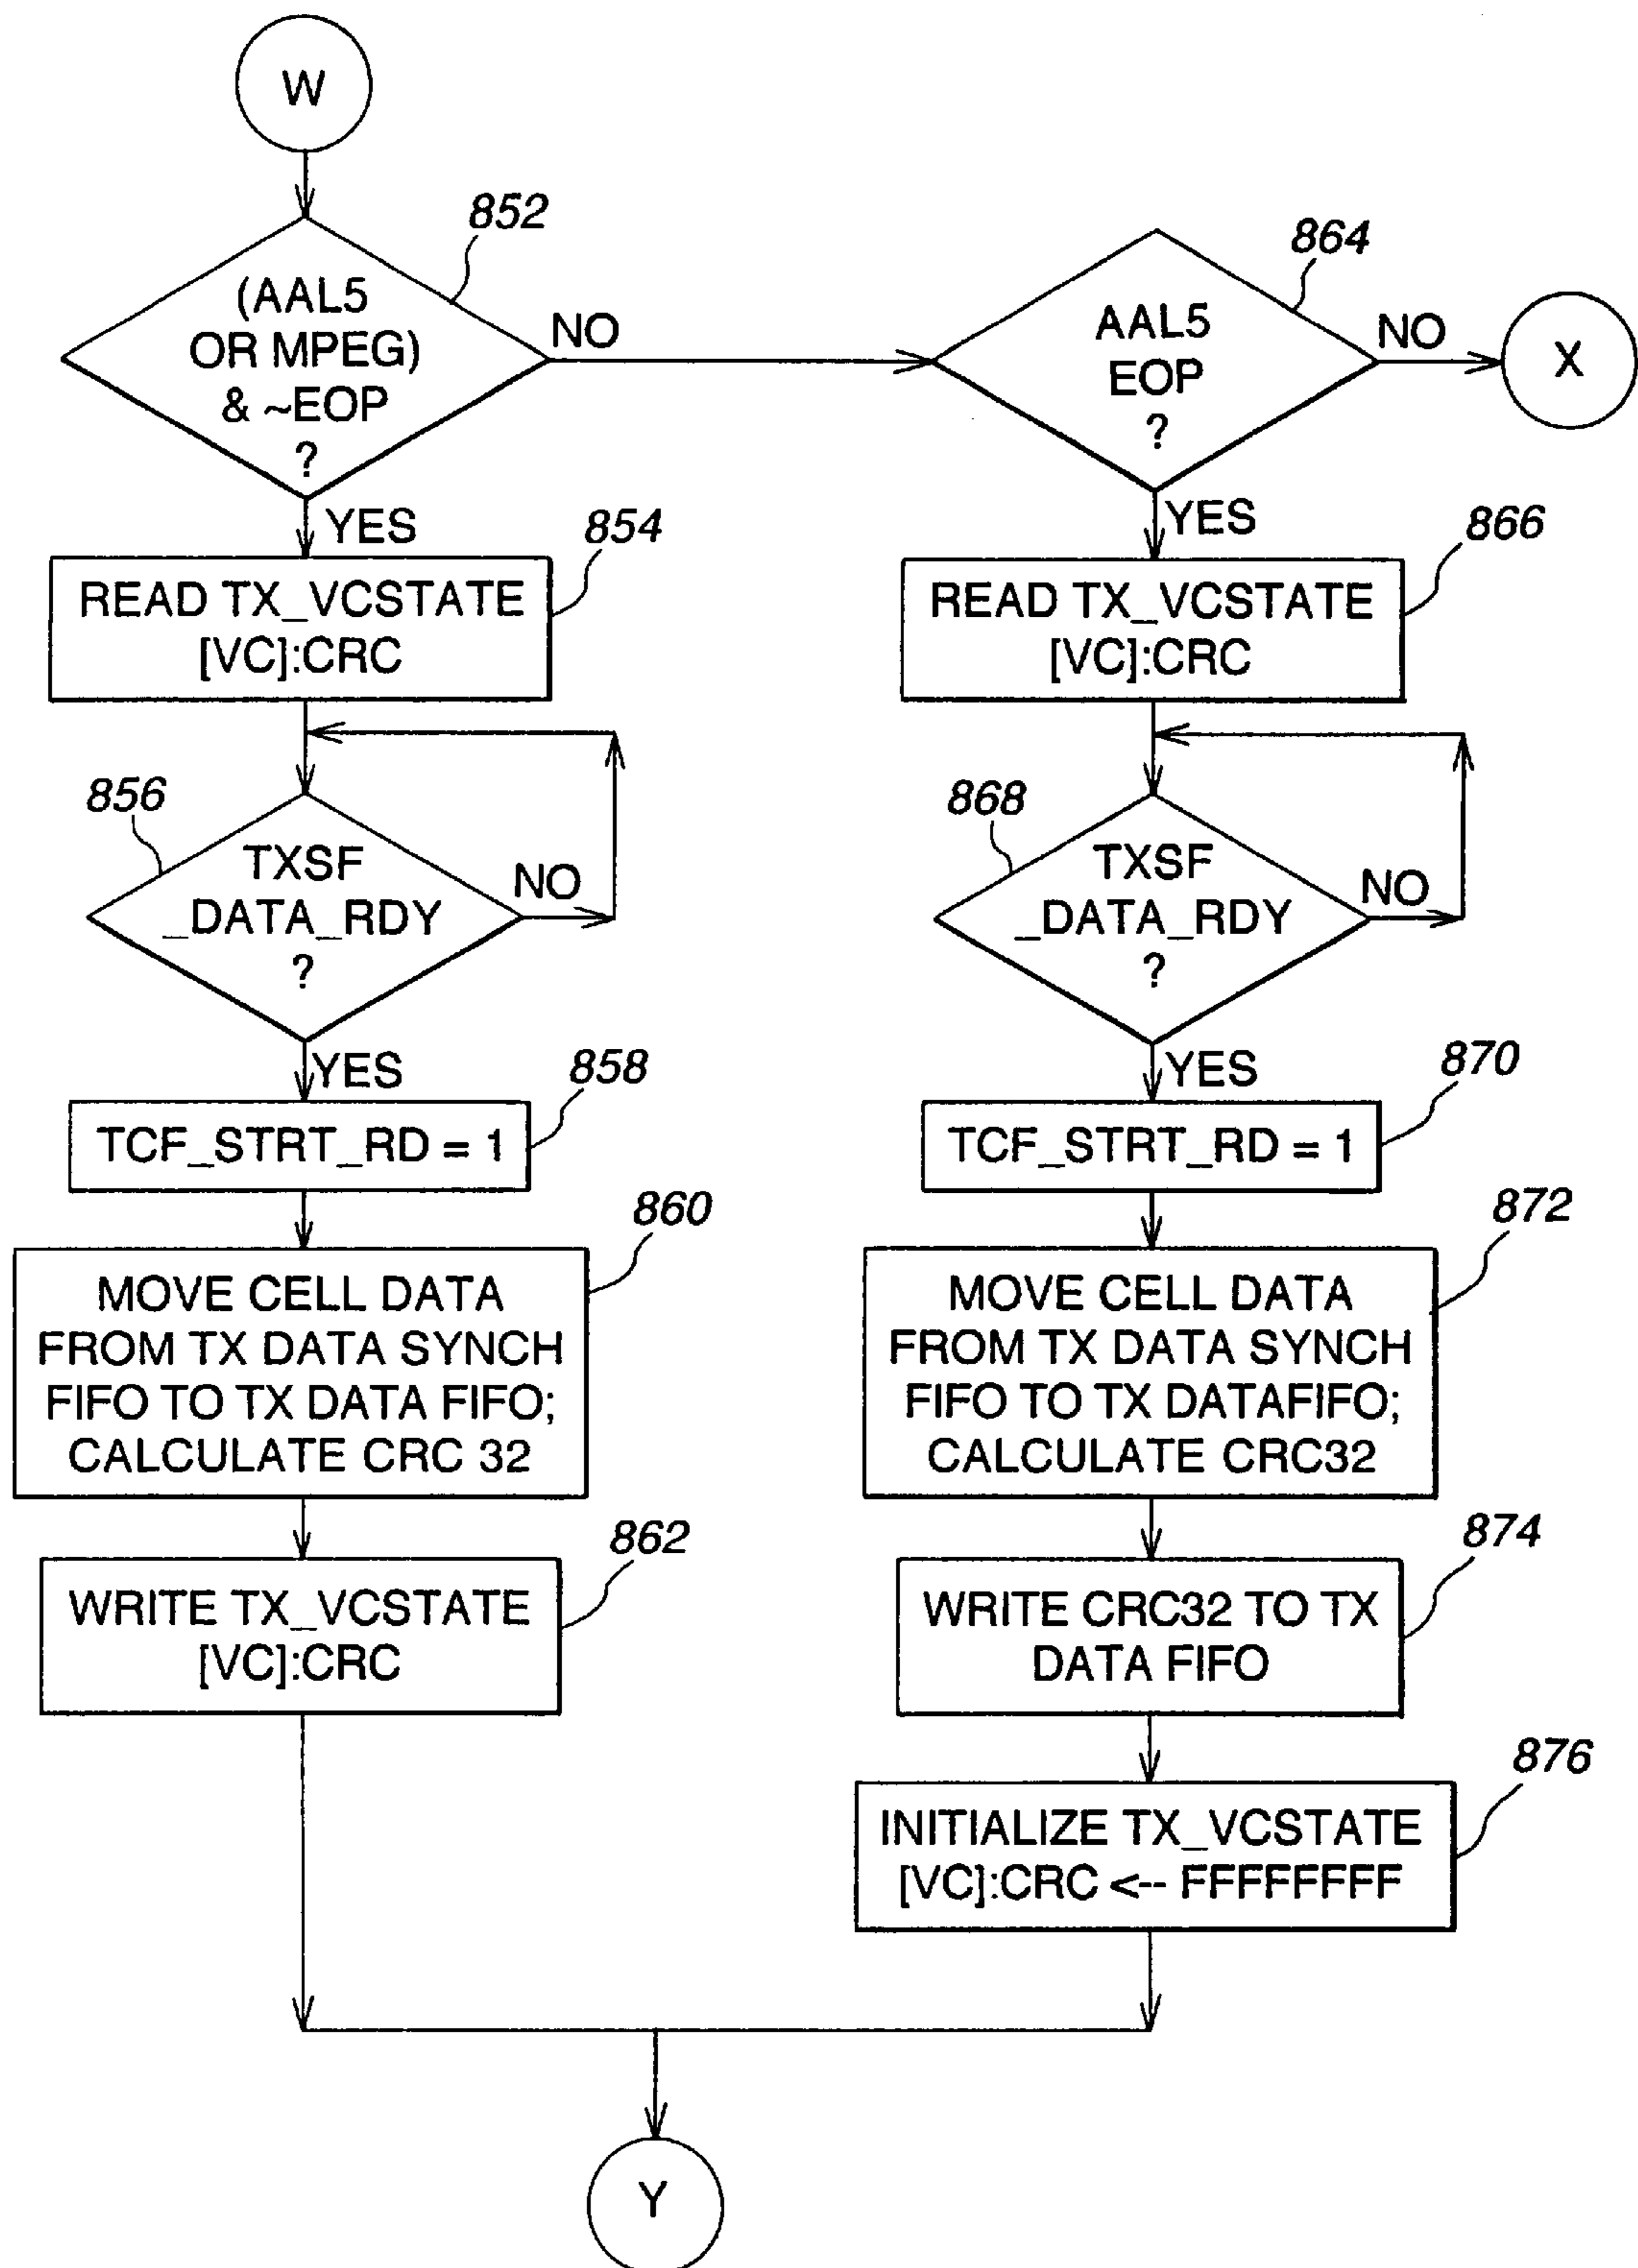 W
852
(AAL5
OR MPEG)
& ~EOP
?
NO
YES
864
AAL5
EOP
?
NO
YES
X
854
READ TX_VCSTATE
[VC]:CRC
856
TXSF
_DATA_RDY
?
NO
YES
858
TCF_STRT_RD = 1
860
MOVE CELL DATA
FROM TX DATA SYNCH
FIFO TO TX DATA FIFO;
CALCULATE CRC 32
862
WRITE TX_VCSTATE
[VC]:CRC
866
READ TX_VCSTATE
[VC]:CRC
868
TXSF
_DATA_RDY
?
NO
YES
870
TCF_STRT_RD = 1
872
MOVE CELL DATA
FROM TX DATA SYNCH
FIFO TO TX DATAFIFO;
CALCULATE CRC32
874
WRITE CRC32 TO TX
DATA FIFO
876
INITIALIZE TX_VCSTATE
[VC]:CRC <-- FFFFFFFF
Y